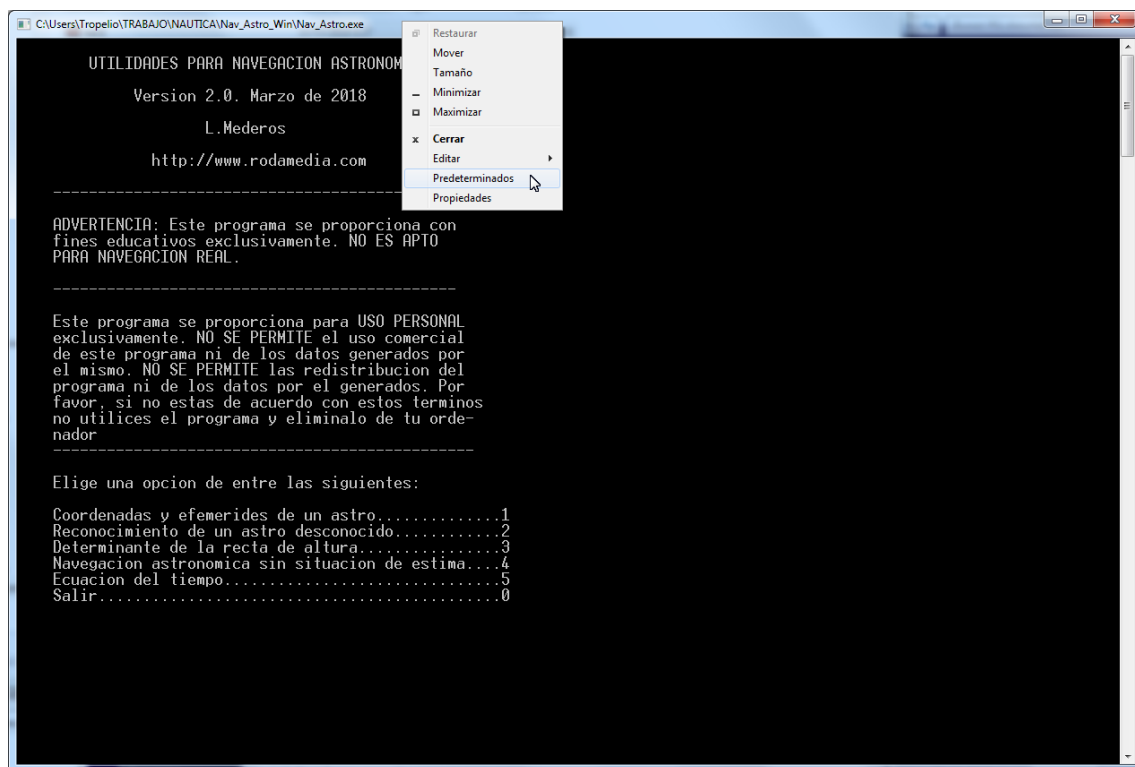 C:\Users\Tropelio\TRABAJO\NAUTICA\Nav_Astro_Win\Nav_Astro.exe
Restaurar
Mover
Tamaño
Minimizar
Maximizar
Cerrar
Editar
Predeterminados
Propiedades
UTILIDADES PARA NAVEGACION ASTRONOM
Version 2.0. Marzo de 2018
L.Mederos
http://www.rodamedia.com
ADVERTENCIA: Este programa se proporciona con
fines educativos exclusivamente. NO ES APTO
PARA NAVEGACION REAL.
Este programa se proporciona para USO PERSONAL
exclusivamente. NO SE PERMITE el uso comercial
de este programa ni de los datos generados por
el mismo. NO SE PERMITE las redistribucion del
programa ni de los datos por el generados. Por
favor, si no estas de acuerdo con estos terminos
no utilices el programa y eliminalo de tu orde-
nador
Elige una opcion de entre las siguientes:
Coordenadas y efemerides de un astro..............1
Reconocimiento de un astro desconocido............2
Determinante de la recta de altura................3
Navegacion astronomica sin situacion de estima....4
Ecuacion del tiempo...............................5
Salir.............................................0